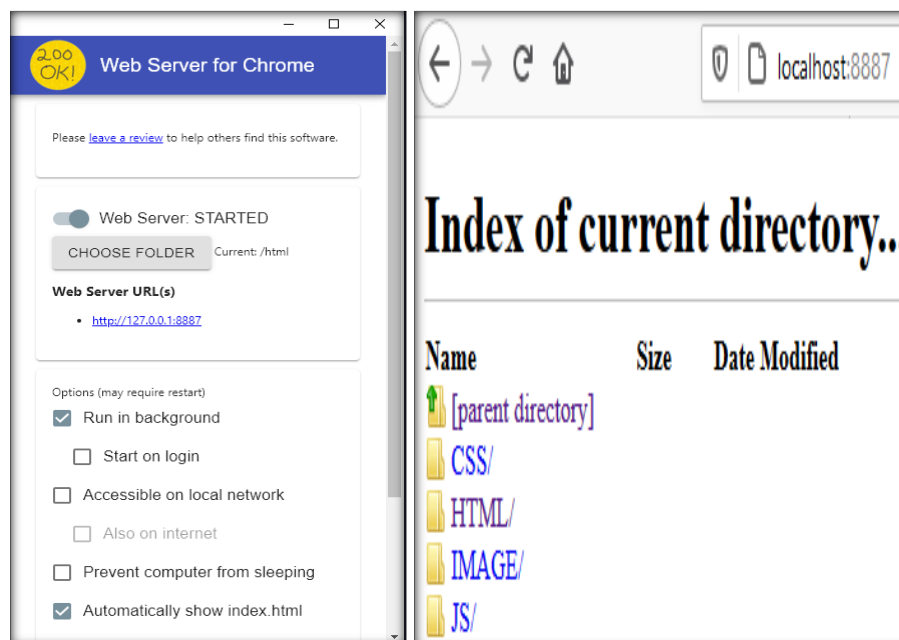 200
OK!
Web Server for Chrome
Please leave a review to help others find this software.
Web Server: STARTED
CHOOSE FOLDER Current: /html
Web Server URL(s)
http://127.0.0.1:8887
Options (may require restart)
Run in background
Start on login
Accessible on local network
Also on internet
Prevent computer from sleeping
Automatically show index.html
localhost:8887
Index of current directory..
Name Size Date Modified
[parent directory]
CSS/
HTML/
IMAGE/
JS/